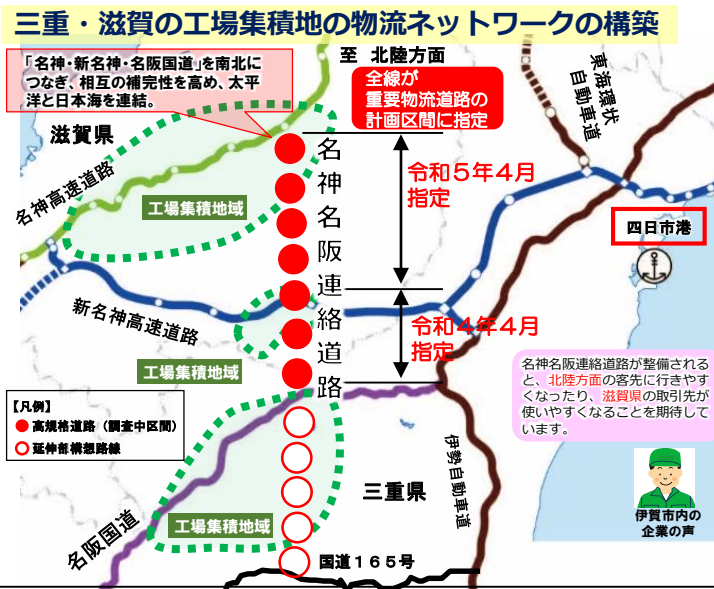 三重・滋賀の工場集積地の物流ネットワークの構築
「名神・新名神・名阪国道」を南北に
つなぎ、相互の補完性を高め、太平
洋と日本海を連結。
至 北陸方面
全線が
重要物流道路の
計画区間に指定
東海環状
自動車道
滋賀県
名神高速道路
工場集積地域
名神名阪連絡道路
令和5年4月
指定
四日市港
新名神高速道路
令和4年4月
指定
工場集積地域
名神名阪連絡道路が整備される
と、北陸方面の客先に行きやす
くなったり、滋賀県の取引先が
使いやすくなることを期待して
います。
【凡例】
高規格道路（調査中区間）
延伸部構想路線
伊勢自動車道
三重県
伊賀市内の
企業の声
工場集積地域
名阪国道
国道165号